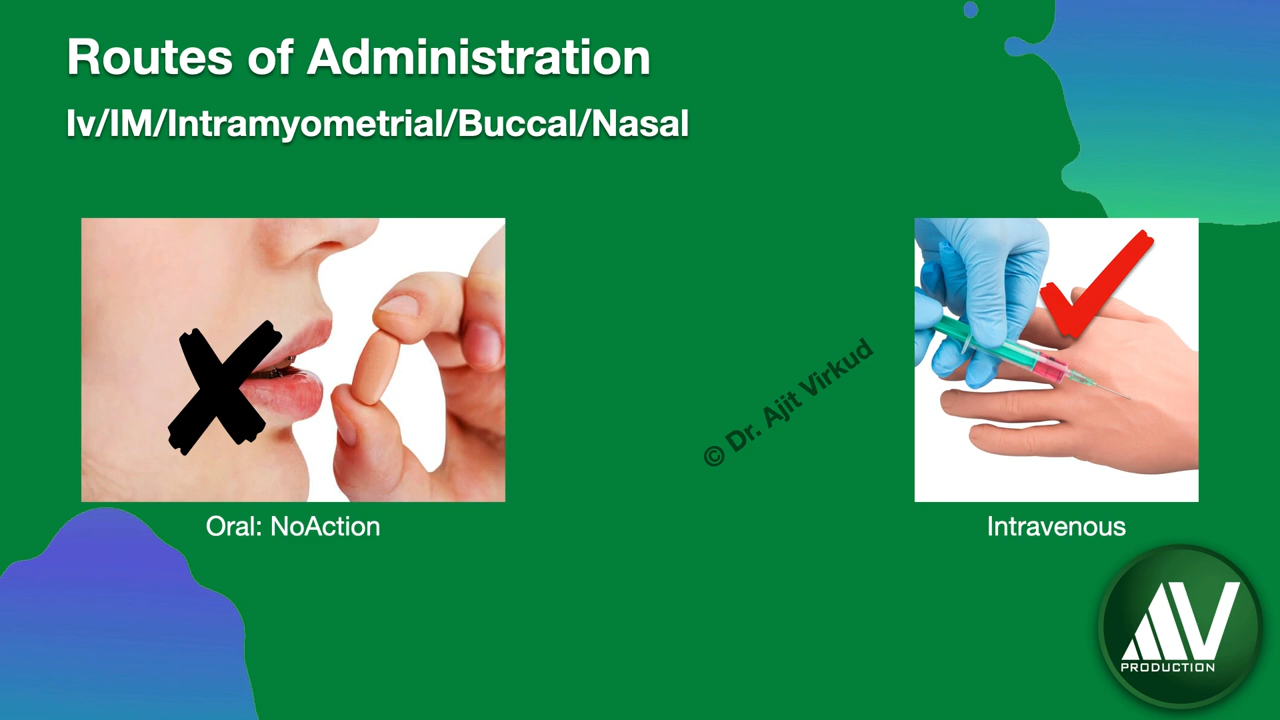 Routes of Administration
Iv/IM/Intramyometrial/Buccal/Nasal
© Dr. Ajit Virkud
Oral: NoAction
Intravenous
AV
PRODUCTION